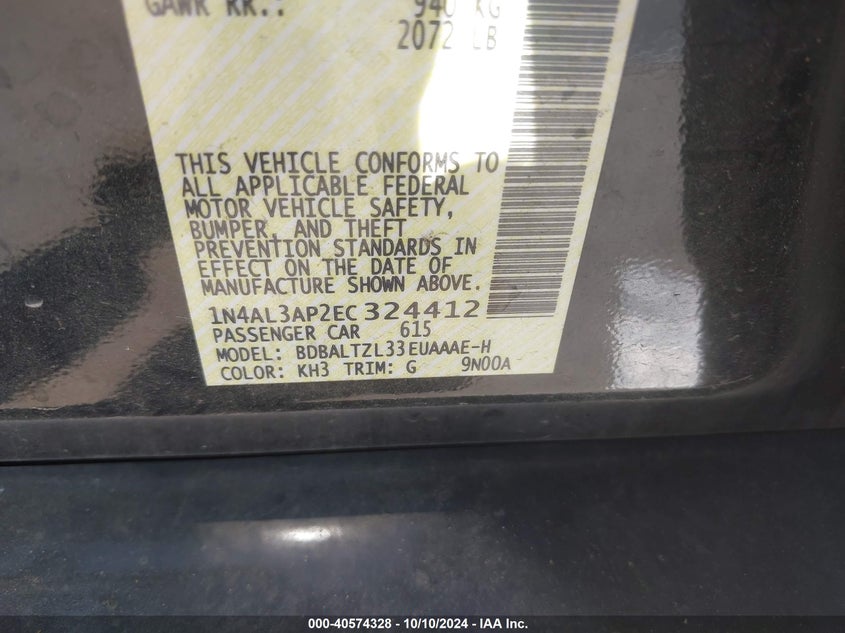 GAWR RR.: 940 KG
2072 LB
THIS VEHICLE CONFORMS TO
ALL APPLICABLE FEDERAL
MOTOR VEHICLE SAFETY,
BUMPER, AND THEFT
PREVENTION STANDARDS IN
EFFECT ON THE DATE OF
MANUFACTURE SHOWN ABOVE.
1N4AL3AP2EC324412
PASSENGER CAR 615
MODEL: BDBALTZL33EUAAAE-H
COLOR: KH3 TRIM: G 9N00A
000-40574328 - 10/10/2024 - IAA Inc.